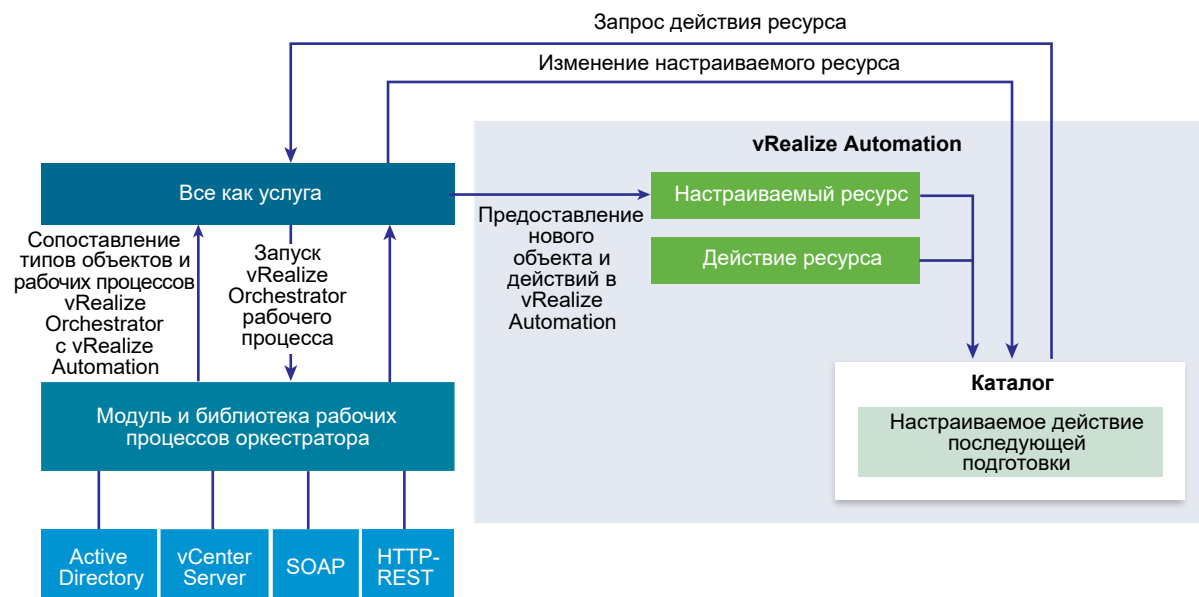 Запрос действия ресурса
Изменение настраиваемого ресурса
vRealize Automation
Все как услуга
Настраиваемый ресурс
Действие ресурса
Предоставление
нового
объекта и
действий в
vRealize
Automation
Сопоставление
типов объектов и
рабочих процессов
vRealize
Orchestrator
с vRealize
Automation
Запуск
vRealize
Orchestrator
рабочего
процесса
Каталог
Настраиваемое действие
последующей
подготовки
Модуль и библиотека рабочих
процессов оркестратора
Active
Directory
vCenter
Server
SOAP
HTTP-
REST